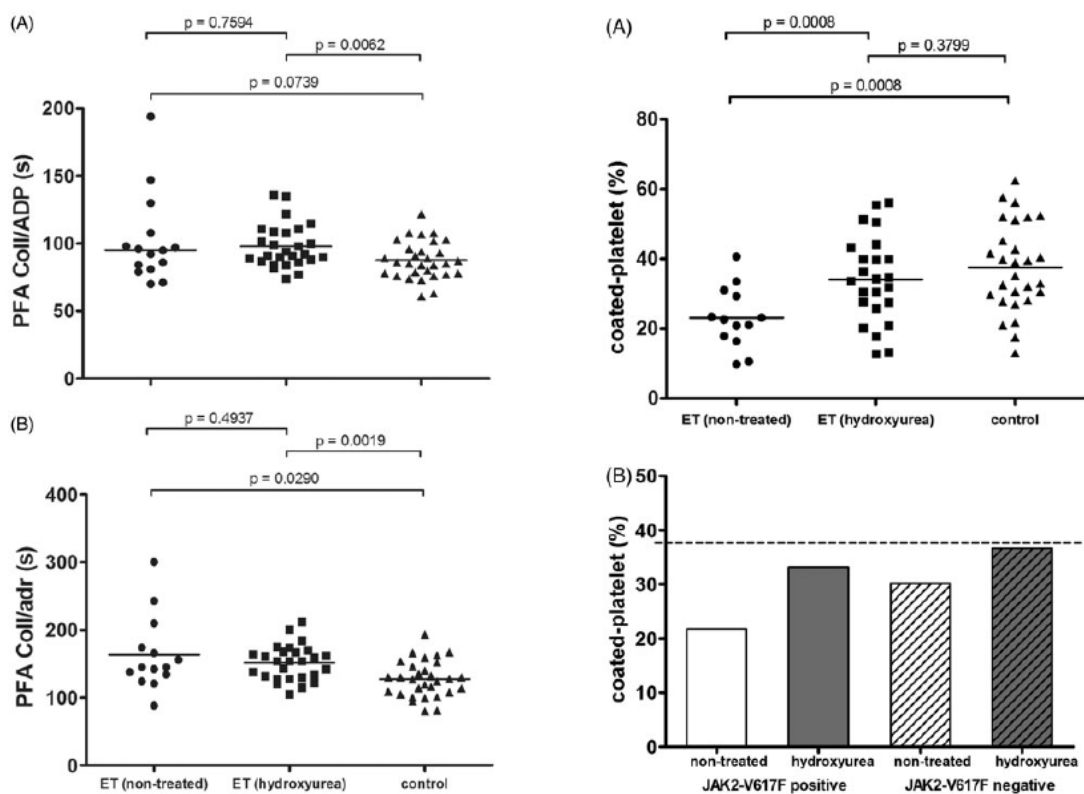 (A)
p = 0.7594
p = 0.0062
p = 0.0739
200
150
100
50
0
PFA Coll/ADP (s)
(B)
p = 0.4937
p = 0.0019
p = 0.0290
400
300
200
100
0
PFA Coll/adr (s)
ET (non-treated) ET (hydroxyurea) control
(A)
p = 0.0008
p = 0.3799
p = 0.0008
80
60
40
20
0
coated-platelet (%)
ET (non-treated) ET (hydroxyurea) control
(B)
50
40
30
20
10
0
coated-platelet (%)
non-treated hydroxyurea non-treated hydroxyurea
JAK2-V617F positive JAK2-V617F negative